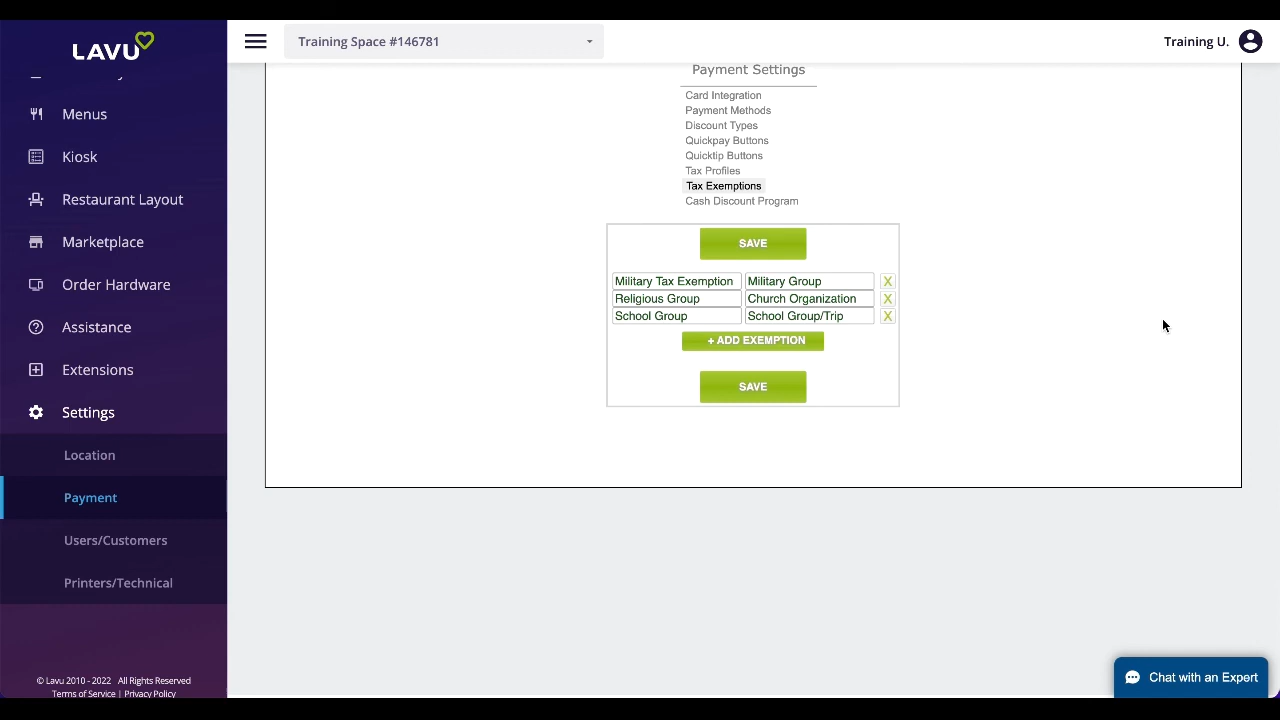 LAVU
Training Space #146781
Training U.
Menus
Kiosk
Restaurant Layout
Marketplace
Order Hardware
Assistance
Extensions
Settings
Location
Payment
Users/Customers
Printers/Technical
© Lavu 2010 - 2022 All Rights Reserved
Terms of Service | Privacy Policy
Payment Settings
Card Integration
Payment Methods
Discount Types
Quickpay Buttons
Quicktip Buttons
Tax Profiles
Tax Exemptions
Cash Discount Program
SAVE
Military Tax Exemption Military Group X
Religious Group Church Organization X
School Group School Group/Trip X
+ ADD EXEMPTION
SAVE
Chat with an Expert